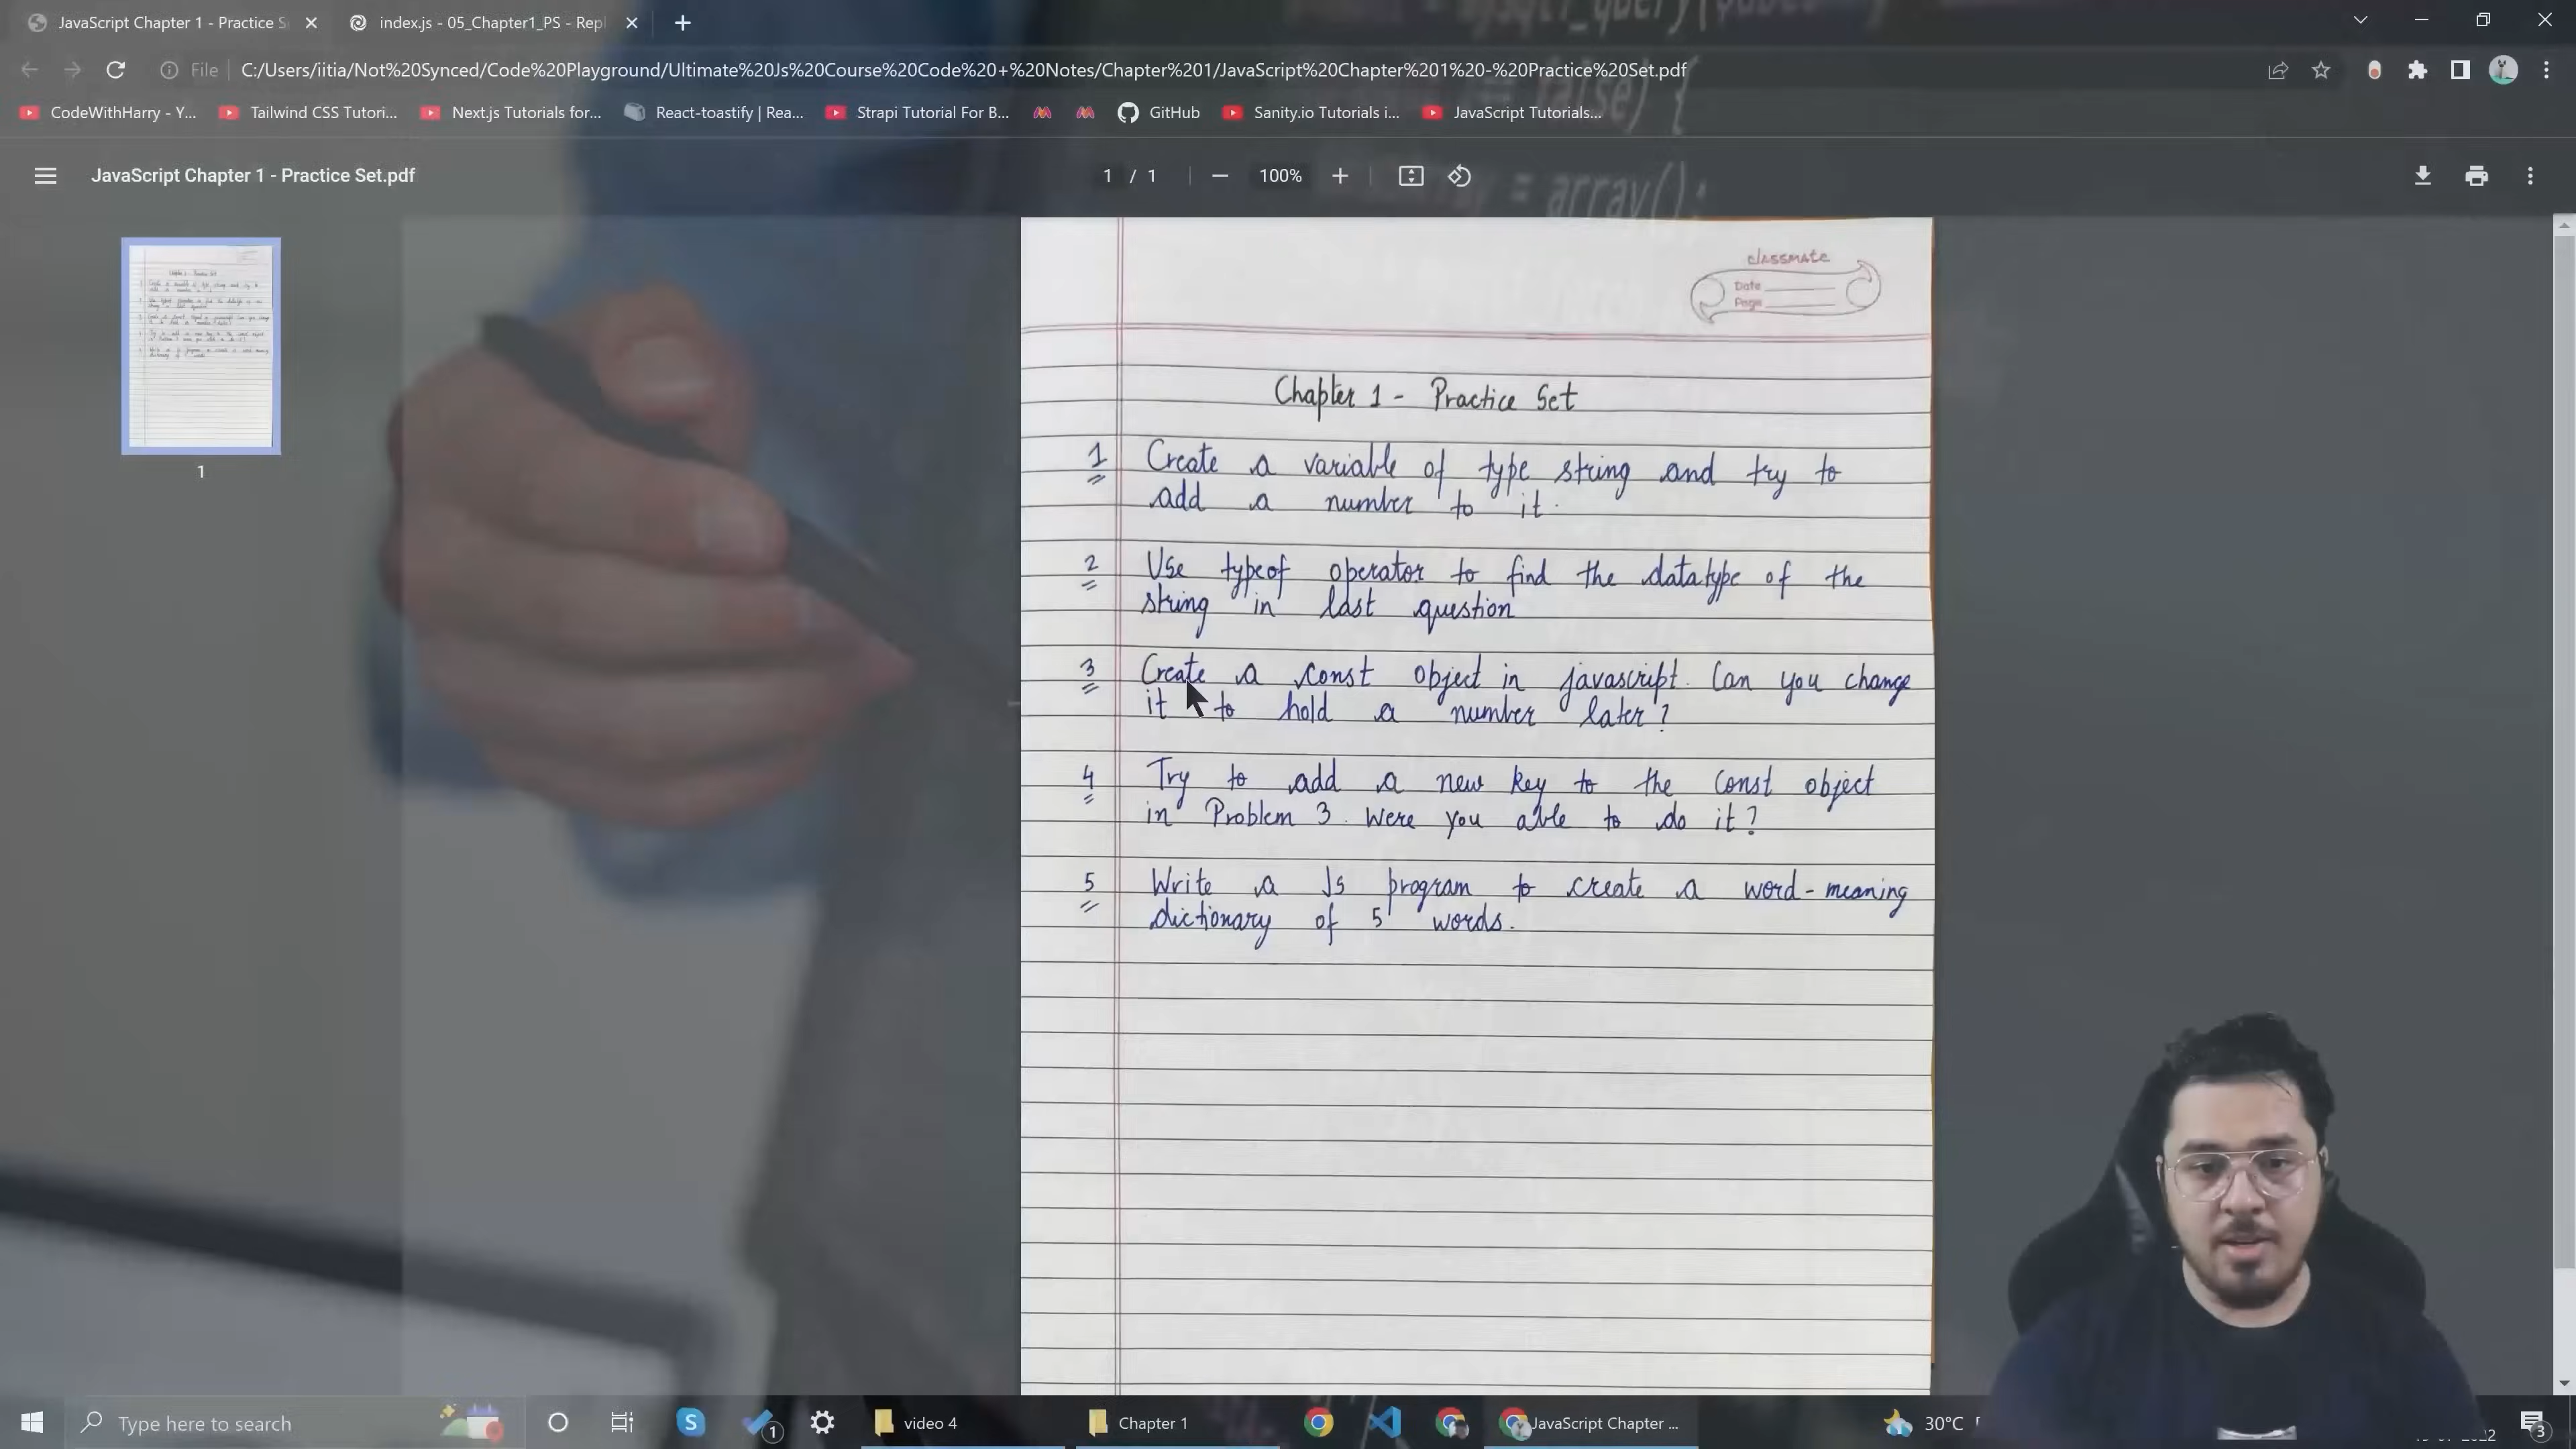 JavaScript Chapter 1 - Practice S
index.js - 05_Chapter1_PS - Repl
File
C:/Users/iitia/Not%20Synced/Code%20Playground/Ultimate%20Js%20Course%20Code%20+%20Notes/Chapter%201/JavaScript%20Chapter%201%20-%20Practice%20Set.pdf
CodeWithHarry - Y...
Tailwind CSS Tutori...
Next.js Tutorials for...
React-toastify | Rea...
Strapi Tutorial For B...
GitHub
Sanity.io Tutorials i...
JavaScript Tutorials...
false) {
= array();
JavaScript Chapter 1 - Practice Set.pdf
1 / 1
100%
1
classmate
Date
Page
Chapter 1 - Practice Set
1 Create a variable of type string and try to
add a number to it.
2 Use typeof operator to find the datatype of the
string in last question
3 Create a const object in javascript. Can you change
it to hold a number later?
4 Try to add a new key to the const object
in Problem 3. Were you able to do it?
5 Write a Js program to create a word-meaning
dictionary of 5 words.
Type here to search
1
video 4
Chapter 1
JavaScript Chapter ...
30°C
3